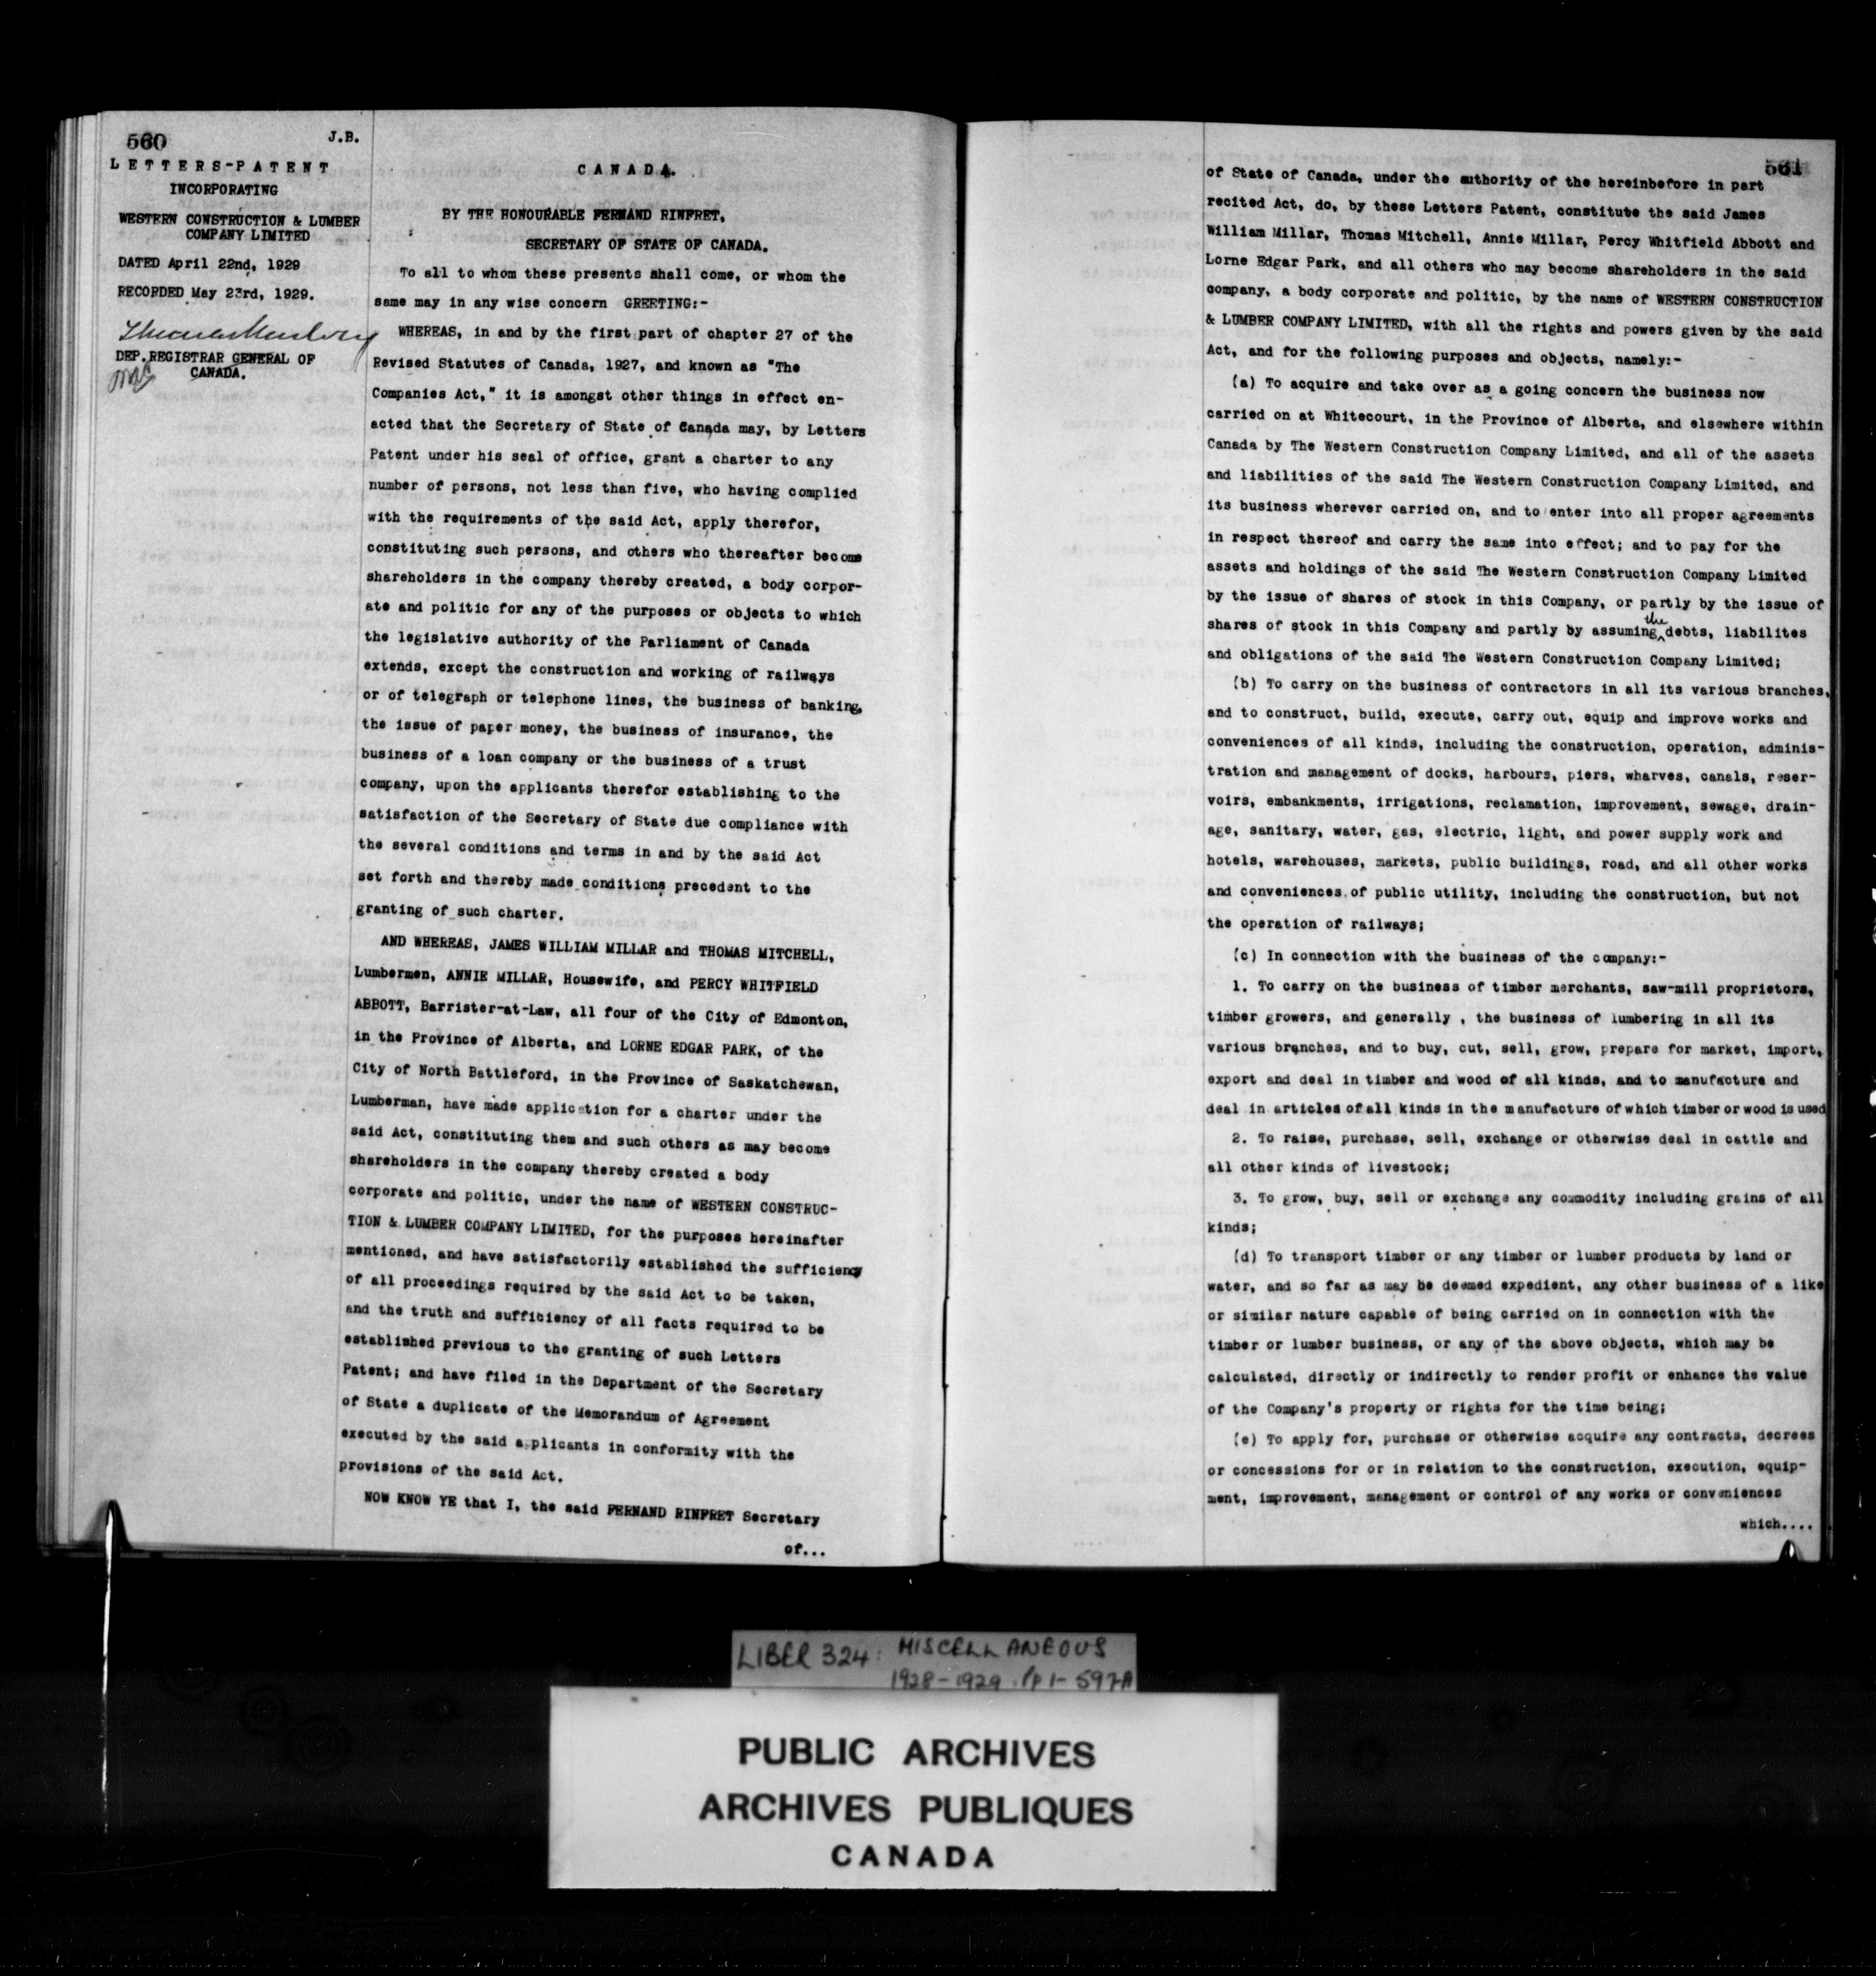 560
J.B.
LETTERS-PATENT
INCORPORATING
WESTERN CONSTRUCTION & LUMBER
COMPANY LIMITED
DATED April 22nd, 1929
RECORDED May 23rd, 1929.
DEP. REGISTRAR GENERAL OF
CANADA.
CANADA.
BY THE HONOURABLE FERNAND RINFRET,
SECRETARY OF STATE OF CANADA.
To all to whom these presents shall come, or whom the
same may in any wise concern GREETING:-
WHEREAS, in and by the first part of chapter 27 of the
Revised Statutes of Canada, 1927, and known as "The
Companies Act," it is amongst other things in effect en-
acted that the Secretary of State of Canada may, by Letters
Patent under his seal of office, grant a charter to any
number of persons, not less than five, who having complied
with the requirements of the said Act, apply therefor,
constituting such persons, and others who thereafter become
shareholders in the company thereby created, a body corpor-
ate and politic for any of the purposes or objects to which
the legislative authority of the Parliament of Canada
extends, except the construction and working of railways
or of telegraph or telephone lines, the business of banking,
the issue of paper money, the business of insurance, the
business of a loan company or the business of a trust
company, upon the applicants therefor establishing to the
satisfaction of the Secretary of State due compliance with
the several conditions and terms in and by the said Act
set forth and thereby made conditions precedent to the
granting of such charter.
AND WHEREAS, JAMES WILLIAM MILLAR and THOMAS MITCHELL,
Lumbermen, ANNIE MILLAR, Housewife, and PERCY WHITFIELD
ABBOTT, Barrister-at-Law, all four of the City of Edmonton,
in the Province of Alberta, and LORNE EDGAR PARK, of the
City of North Battleford, in the Province of Saskatchewan,
Lumberman, have made application for a charter under the
said Act, constituting them and such others as may become
shareholders in the company thereby created a body
corporate and politic, under the name of WESTERN CONSTRUC-
TION & LUMBER COMPANY LIMITED, for the purposes hereinafter
mentioned, and have satisfactorily established the sufficiency
of all proceedings required by the said Act to be taken,
and the truth and sufficiency of all facts required to be
established previous to the granting of such Letters
Patent; and have filed in the Department of the Secretary
of State a duplicate of the Memorandum of Agreement
executed by the said applicants in conformity with the
provisions of the said Act.
NOW KNOW YE that I, the said FERNAND RINFRET Secretary
of...
561
of State of Canada, under the authority of the hereinbefore in part
recited Act, do, by these Letters Patent, constitute the said James
William Millar, Thomas Mitchell, Annie Millar, Percy Whitfield Abbott and
Lorne Edgar Park, and all others who may become shareholders in the said
company, a body corporate and politic, by the name of WESTERN CONSTRUCTION
& LUMBER COMPANY LIMITED, with all the rights and powers given by the said
Act, and for the following purposes and objects, namely:-
(a) To acquire and take over as a going concern the business now
carried on at Whitecourt, in the Province of Alberta, and elsewhere within
Canada by The Western Construction Company Limited, and all of the assets
and liabilities of the said The Western Construction Company Limited, and
its business wherever carried on, and to enter into all proper agreements
in respect thereof and carry the same into effect; and to pay for the
assets and holdings of the said The Western Construction Company Limited
by the issue of shares of stock in this Company, or partly by the issue of
shares of stock in this Company and partly by assuming the debts, liabilites
and obligations of the said The Western Construction Company Limited;
(b) To carry on the business of contractors in all its various branches,
and to construct, build, execute, carry out, equip and improve works and
conveniences of all kinds, including the construction, operation, adminis-
tration and management of docks, harbours, piers, wharves, canals, reser-
voirs, embankments, irrigations, reclamation, improvement, sewage, drain-
age, sanitary, water, gas, electric, light, and power supply work and
hotels, warehouses, markets, public buildings, road, and all other works
and conveniences of public utility, including the construction, but not
the operation of railways;
(c) In connection with the business of the company:-
1. To carry on the business of timber merchants, saw-mill proprietors,
timber growers, and generally , the business of lumbering in all its
various branches, and to buy, cut, sell, grow, prepare for market, import,
export and deal in timber and wood of all kinds, and to manufacture and
deal in articles of all kinds in the manufacture of which timber or wood is used
2. To raise, purchase, sell, exchange or otherwise deal in cattle and
all other kinds of livestock;
3. To grow, buy, sell or exchange any commodity including grains of all
kinds;
(d) To transport timber or any timber or lumber products by land or
water, and so far as may be deemed expedient, any other business of a like
or similar nature capable of being carried on in connection with the
timber or lumber business, or any of the above objects, which may be
calculated, directly or indirectly to render profit or enhance the value
of the Company's property or rights for the time being;
(e) To apply for, purchase or otherwise acquire any contracts, decrees
or concessions for or in relation to the construction, execution, equip-
ment, improvement, management or control of any works or conveniences
which....
LIBER 324: MISCELLANEOUS
1928-1929. pp 1-597A
PUBLIC ARCHIVES
ARCHIVES PUBLIQUES
CANADA